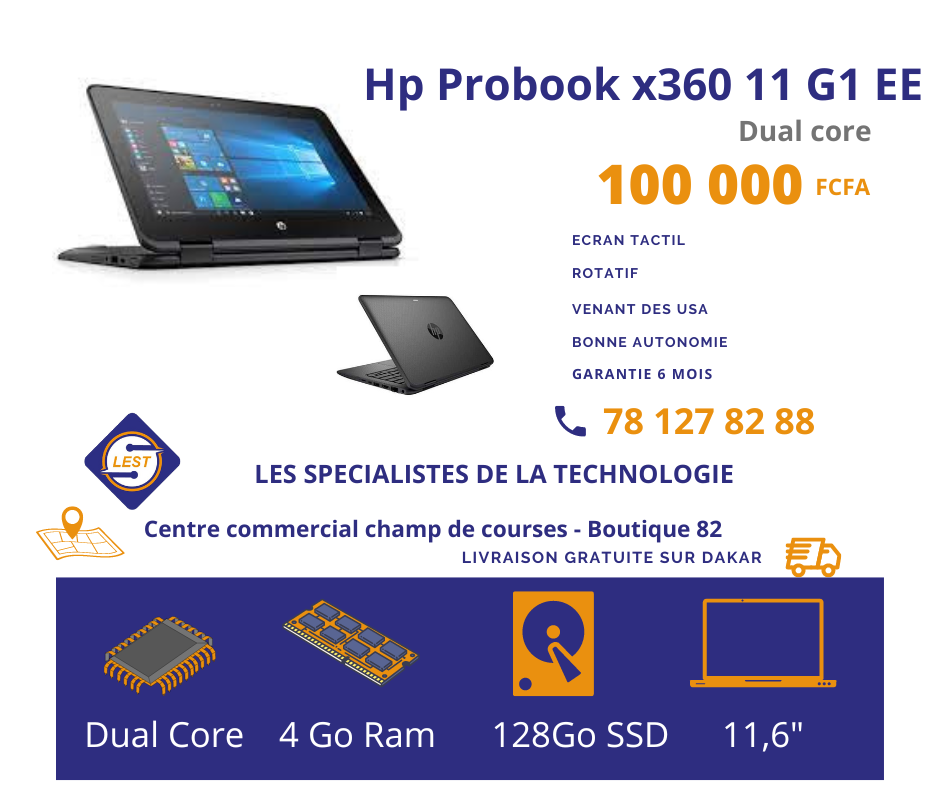 Hp Probook x360 11 G1 EE
Dual core
100 000 FCFA
ECRAN TACTIL
ROTATIF
VENANT DES USA
BONNE AUTONOMIE
GARANTIE 6 MOIS
78 127 82 88
LEST
LES SPECIALISTES DE LA TECHNOLOGIE
Centre commercial champ de courses - Boutique 82
LIVRAISON GRATUITE SUR DAKAR
Dual Core
4 Go Ram
128Go SSD
11,6"